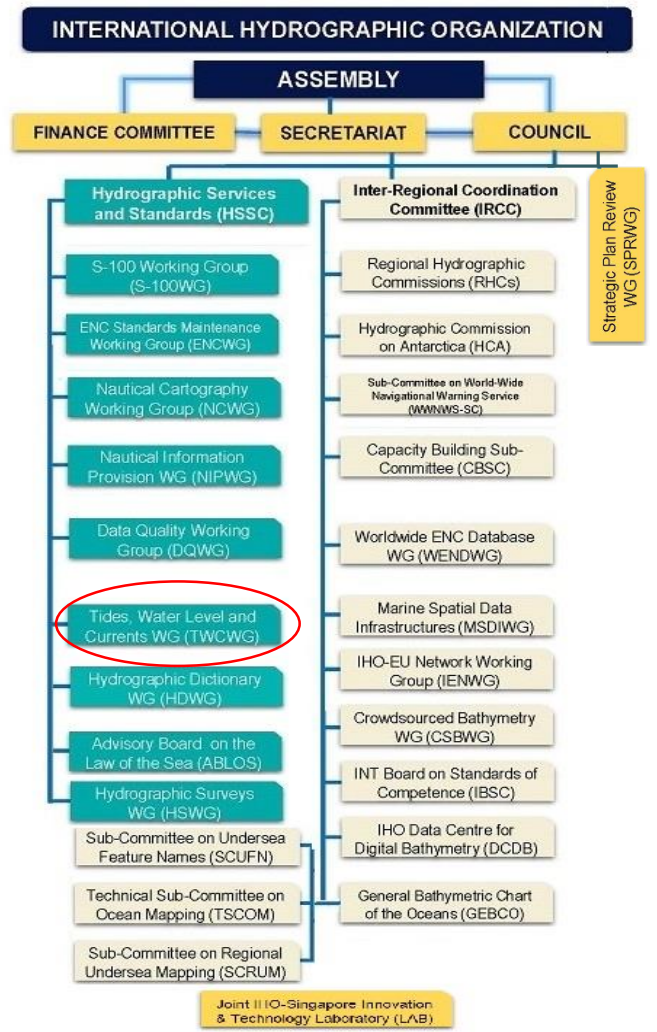 INTERNATIONAL HYDROGRAPHIC ORGANIZATION
ASSEMBLY
FINANCE COMMITTEE
SECRETARIAT
COUNCIL
Strategic Plan Review
WG (SPRWG)
Hydrographic Services
and Standards (HSSC)
S-100 Working Group
(S-100WG)
ENC Standards Maintenance
Working Group (ENCWG)
Nautical Cartography
Working Group (NCWG)
Nautical Information
Provision WG (NIPWG)
Data Quality Working
Group (DQWG)
Tides, Water Level and
Currents WG (TWCWG)
Hydrographic Dictionary
WG (HDWG)
Advisory Board on the
Law of the Sea (ABLOS)
Hydrographic Surveys
WG (HSWG)
Inter-Regional Coordination
Committee (IRCC)
Regional Hydrographic
Commissions (RHCs)
Hydrographic Commission
on Antarctica (HCA)
Sub-Committee on World-Wide
Navigational Warning Service
(WWNWS-SC)
Capacity Building Sub-
Committee (CBSC)
Worldwide ENC Database
WG (WENDWG)
Marine Spatial Data
Infrastructures (MSDIWG)
IHO-EU Network Working
Group (IENWG)
Crowdsourced Bathymetry
WG (CSBWG)
INT Board on Standards of
Competence (IBSC)
IHO Data Centre for
Digital Bathymetry (DCDB)
General Bathymetric Chart
of the Oceans (GEBCO)
Sub-Committee on Undersea
Feature Names (SCUFN)
Technical Sub-Committee on
Ocean Mapping (TSCOM)
Sub-Committee on Regional
Undersea Mapping (SCRUM)
Joint IHO-Singapore Innovation
& Technology Laboratory (LAB)